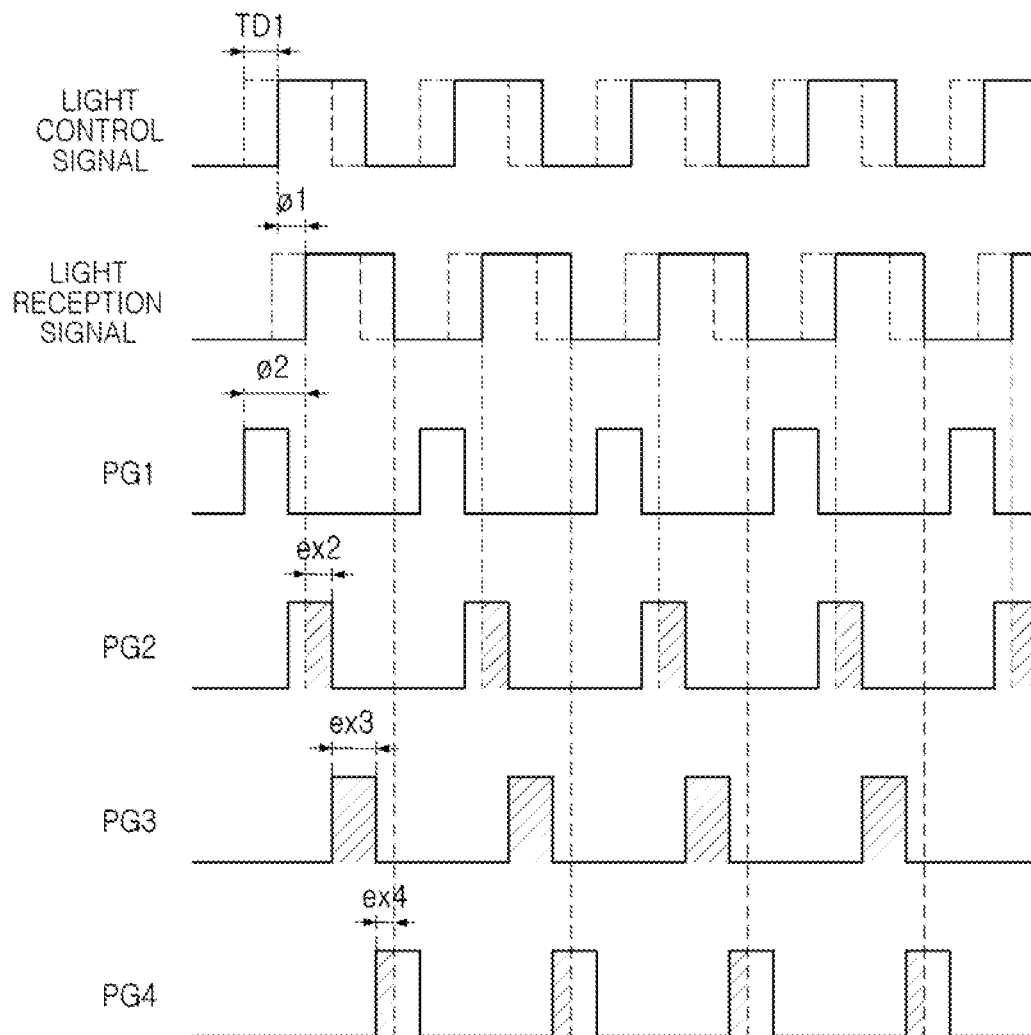 TD1
LIGHT
CONTROL
SIGNAL
ø1
LIGHT
RECEPTION
SIGNAL
ø2
PG1
ex2
PG2
ex3
PG3
ex4
PG4